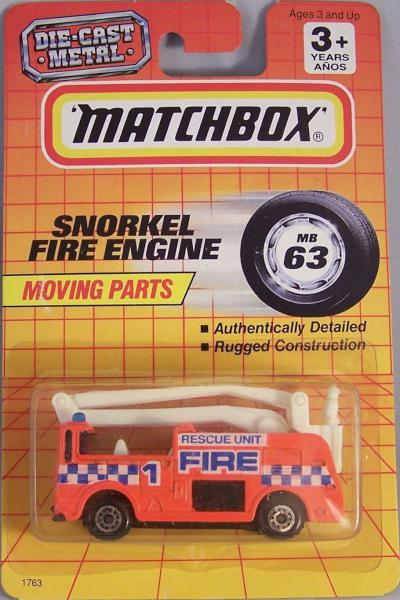 DIE-CAST
METAL
Ages 3 and Up
3+
YEARS
AÑOS
'MATCHBOX'®
SNORKEL
FIRE ENGINE
MB
63
MOVING PARTS
■ Authentically Detailed
■ Rugged Construction
RESCUE UNIT
1 FIRE
1763